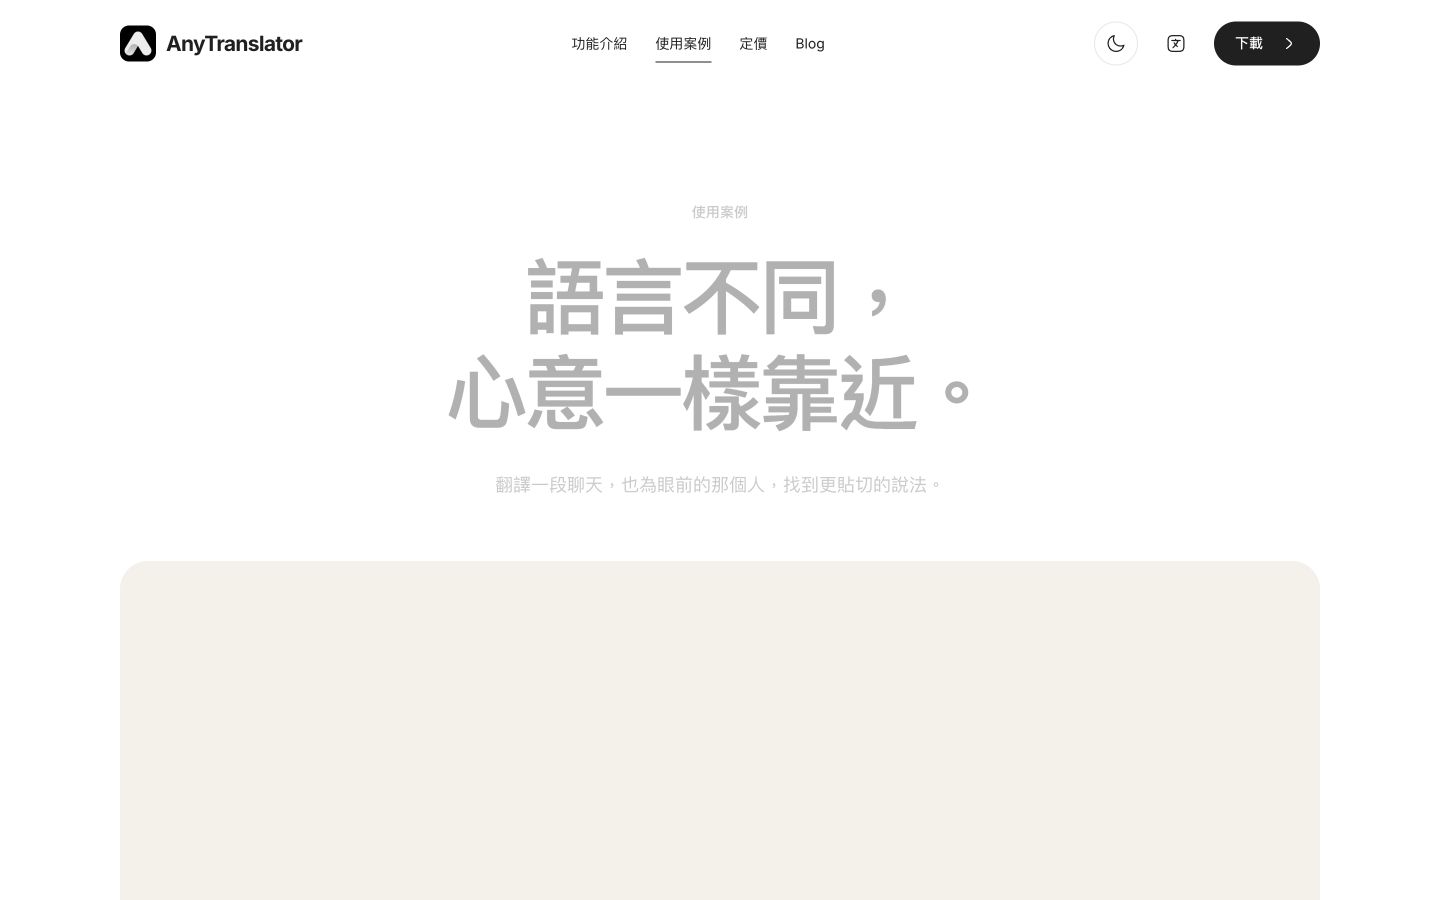 AnyTranslator
功能介紹
使用案例
定價
Blog
下載
使用案例
語言不同，
心意一樣靠近。
翻譯一段聊天，也為眼前的那個人，找到更貼切的說法。